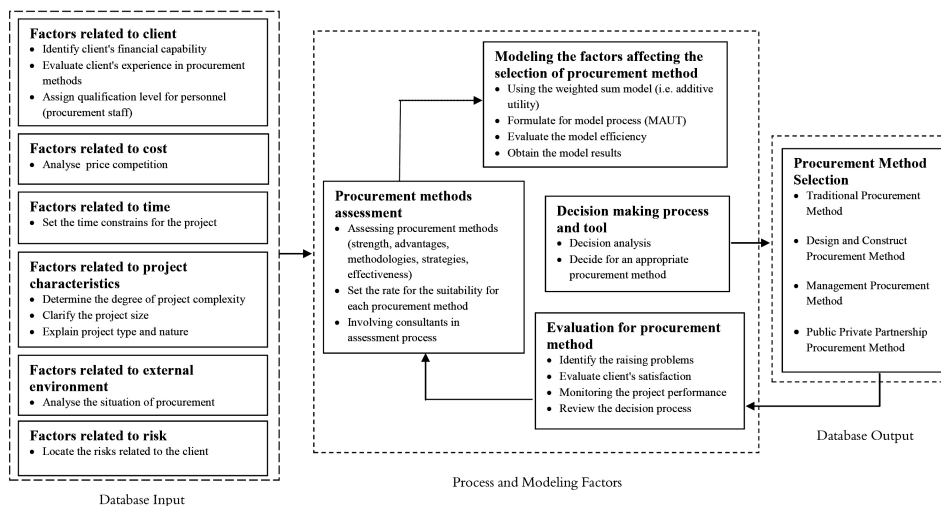 Factors related to client
• Identify client's financial capability
• Evaluate client's experience in procurement
methods
• Assign qualification level for personnel
(procurement staff)
Factors related to cost
• Analyse price competition
Factors related to time
• Set the time constrains for the project
Factors related to project
characteristics
• Determine the degree of project complexity
• Clarify the project size
• Explain project type and nature
Factors related to external
environment
• Analyse the situation of procurement
Factors related to risk
• Locate the risks related to the client
Database Input
Modeling the factors affecting the
selection of procurement method
• Using the weighted sum model (i.e. additive
utility)
• Formulate for model process (MAUT)
• Evaluate the model efficiency
• Obtain the model results
Procurement methods
assessment
• Assessing procurement methods
(strength, advantages,
methodologies, strategies,
effectiveness)
• Set the rate for the suitability for
each procurement method
• Involving consultants in
assessment process
Decision making process
and tool
• Decision analysis
• Decide for an appropriate
procurement method
Evaluation for procurement
method
• Identify the raising problems
• Evaluate client's satisfaction
• Monitoring the project performance
• Review the decision process
Process and Modeling Factors
Procurement Method
Selection
• Traditional Procurement
Method
• Design and Construct
Procurement Method
• Management Procurement
Method
• Public Private Partnership
Procurement Method
Database Output